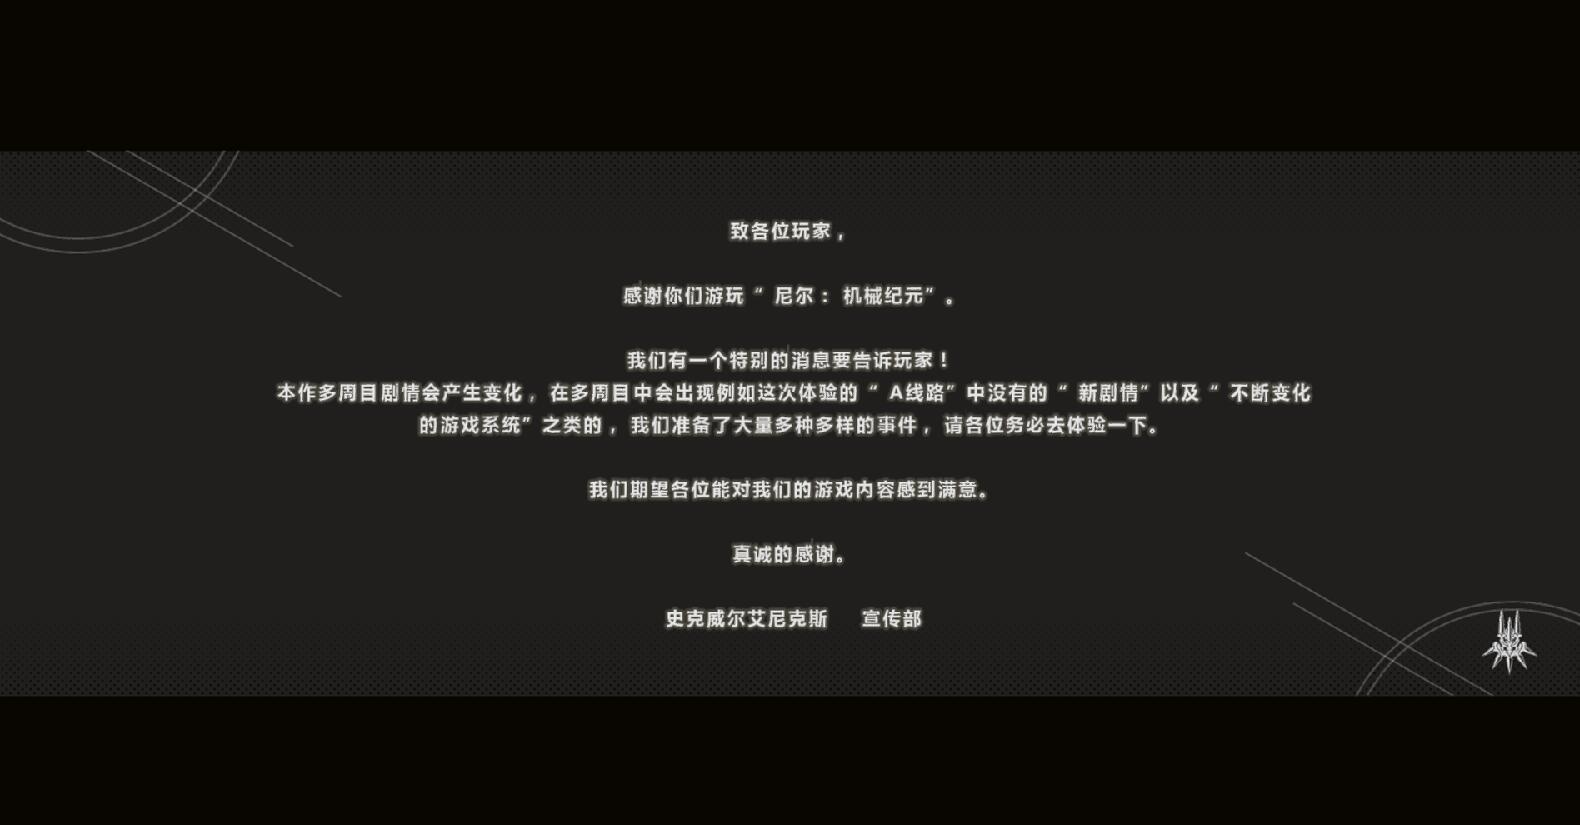 致各位玩家，
感谢你们游玩“尼尔：机械纪元”。
我们有一个特别的消息要告诉玩家！
本作多周目剧情会产生变化，在多周目中会出现例如这次体验的“A线路”中没有的“新剧情”以及“不断变化
的游戏系统”之类的，我们准备了大量多种多样的事件，请各位务必去体验一下。
我们期望各位能对我们的游戏内容感到满意。
真诚的感谢。
史克威尔艾尼克斯 宣传部